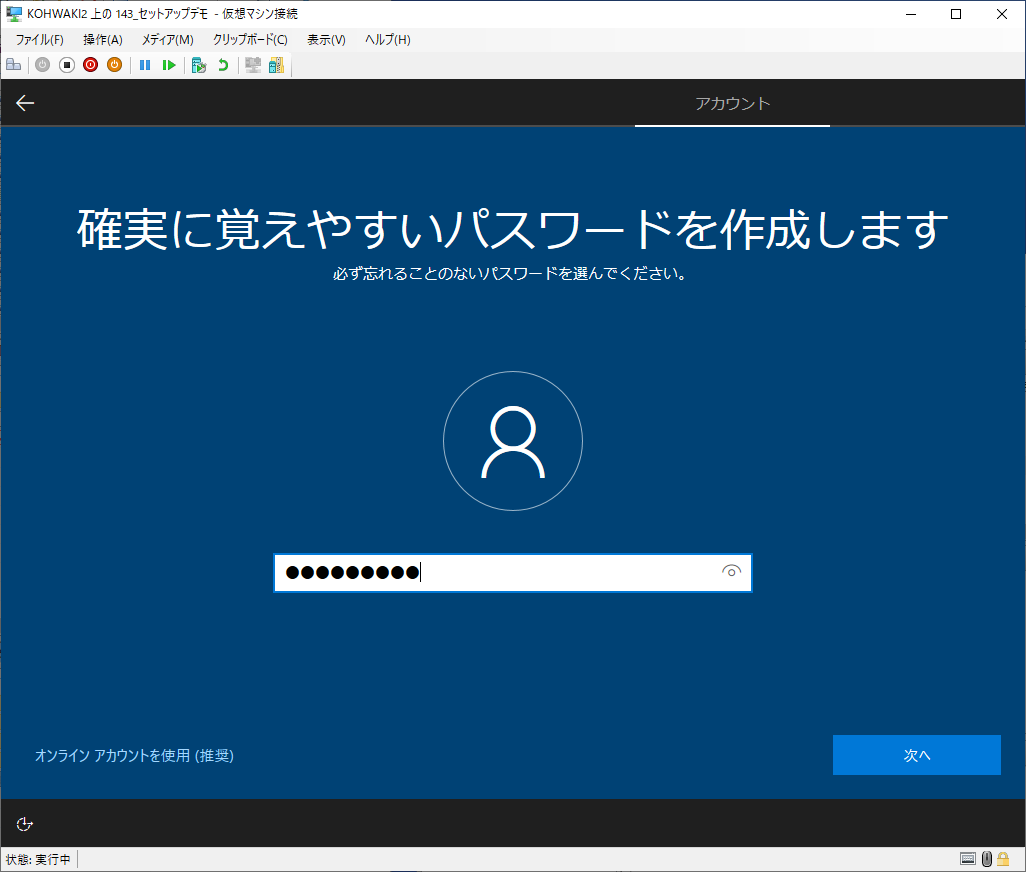 KOHWAKI2 上の 143_セットアップデモ - 仮想マシン接続
ファイル(F) 操作(A) メディア(M) クリップボード(C) 表示(V) ヘルプ(H)
アカウント
確実に覚えやすいパスワードを作成します
必ず忘れることのないパスワードを選んでください。
オンライン アカウントを使用 (推奨)
次へ
状態: 実行中